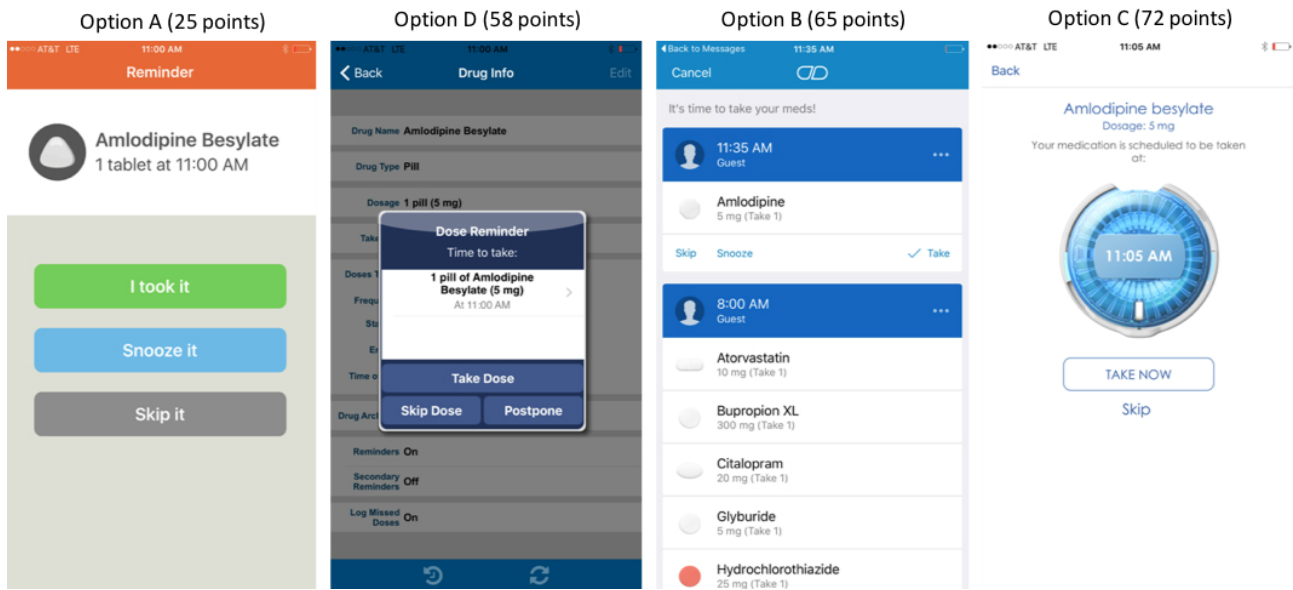 Option A (25 points)
AT&T LTE 11:00 AM
Reminder
Amlodipine Besylate
1 tablet at 11:00 AM
I took it
Snooze it
Skip it
Option D (58 points)
AT&T LTE 11:00 AM
Back Drug Info Edit
Drug Name Amlodipine Besylate
Drug Type Pill
Dosage 1 pill (5 mg)
Take
Doses T
Frequ
Sta
En
Time o
Drug Arc
Dose Reminder
Time to take:
1 pill of Amlodipine
Besylate (5 mg)
At 11:00 AM
Take Dose
Skip Dose Postpone
Reminders On
Secondary
Reminders Off
Log Missed
Doses On
Option B (65 points)
Back to Messages 11:35 AM
Cancel
It's time to take your meds!
11:35 AM
Guest
Amlodipine
5 mg (Take 1)
Skip Snooze Take
8:00 AM
Guest
Atorvastatin
10 mg (Take 1)
Bupropion XL
300 mg (Take 1)
Citalopram
20 mg (Take 1)
Glyburide
5 mg (Take 1)
Hydrochlorothiazide
25 mg (Take 1)
Option C (72 points)
AT&T LTE 11:05 AM
Back
Amlodipine besylate
Dosage: 5 mg
Your medication is scheduled to be taken
at:
11:05 AM
TAKE NOW
Skip